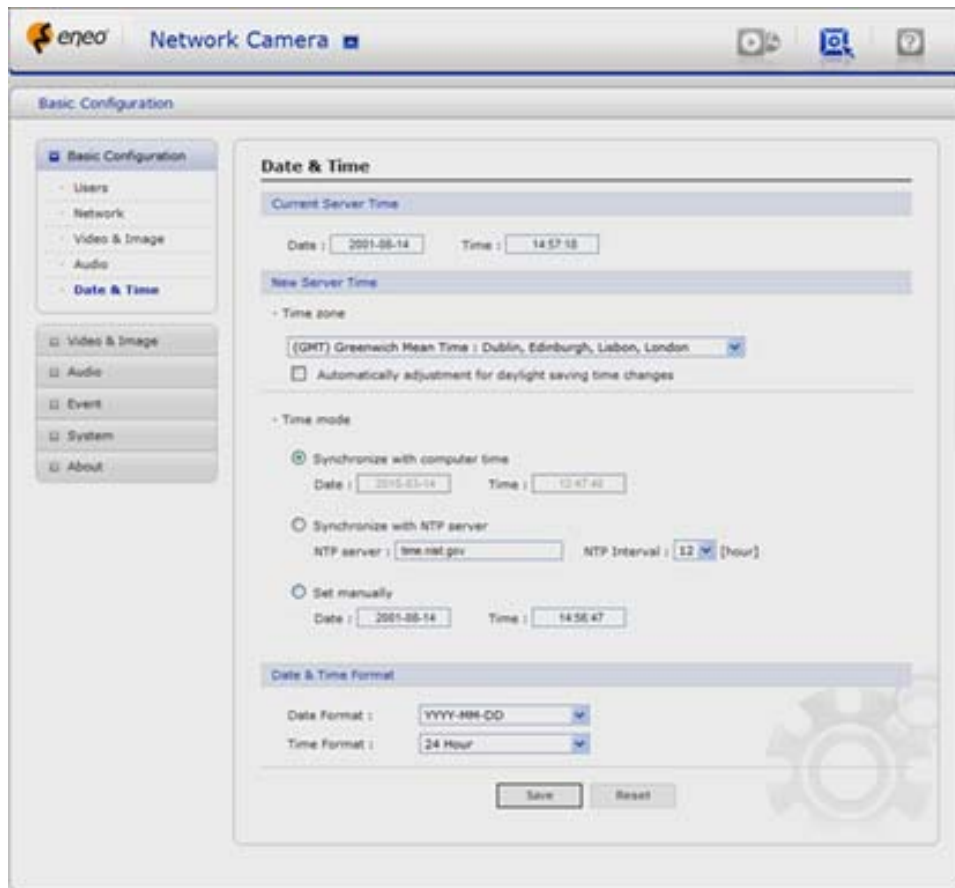 eneo
Network Camera
Basic Configuration
Basic Configuration
Users
Network
Video & Image
Audio
Date & Time
Video & Image
Audio
Event
System
About
Date & Time
Current Server Time
Date : 2001-08-14 Time : 14:57:18
New Server Time
- Time zone
(GMT) Greenwich Mean Time : Dublin, Edinburgh, Lisbon, London
Automatically adjustment for daylight saving time changes
- Time mode
Synchronize with computer time
Date : Time :
Synchronize with NTP server
NTP server : time.nist.gov NTP Interval : 12 [hour]
Set manually
Date : 2001-08-14 Time : 14:56:47
Date & Time Format
Date Format : YYYY-MM-DD
Time Format : 24 Hour
Save Reset